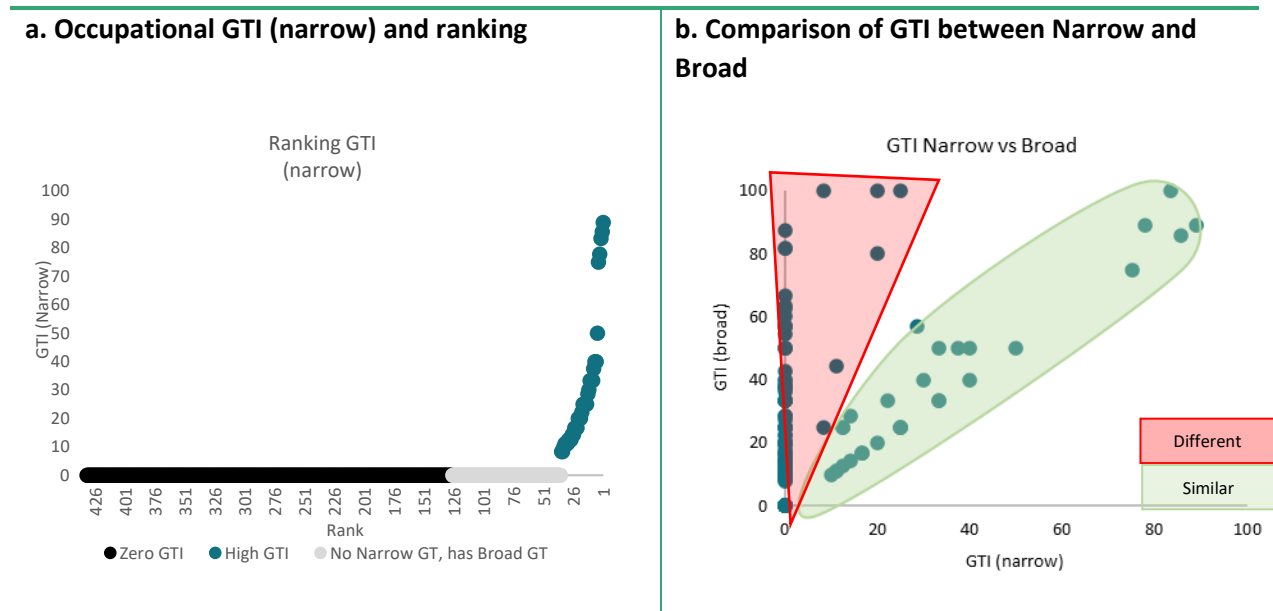 a. Occupational GTI (narrow) and ranking
Ranking GTI
(narrow)
GTI (Narrow)
100
90
80
70
60
50
40
30
20
10
0
426
401
376
351
326
301
276
251
226
201
176
151
126
101
76
51
26
1
Rank
Zero GTI
High GTI
No Narrow GT, has Broad GT
b. Comparison of GTI between Narrow and
Broad
GTI Narrow vs Broad
GTI (broad)
100
80
60
40
20
0
0
20
40
60
80
100
GTI (narrow)
Different
Similar